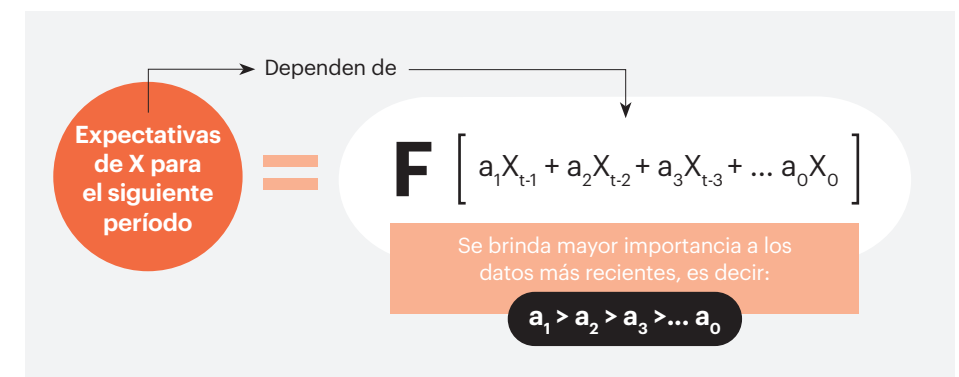 Dependen de
Expectativas
de X para
el siguiente
período
=
F [ a₁Xₜ₋₁ + a₂Xₜ₋₂ + a₃Xₜ₋₃ + ... a₀X₀ ]
Se brinda mayor importancia a los
datos más recientes, es decir:
a₁ > a₂ > a₃ >... a₀